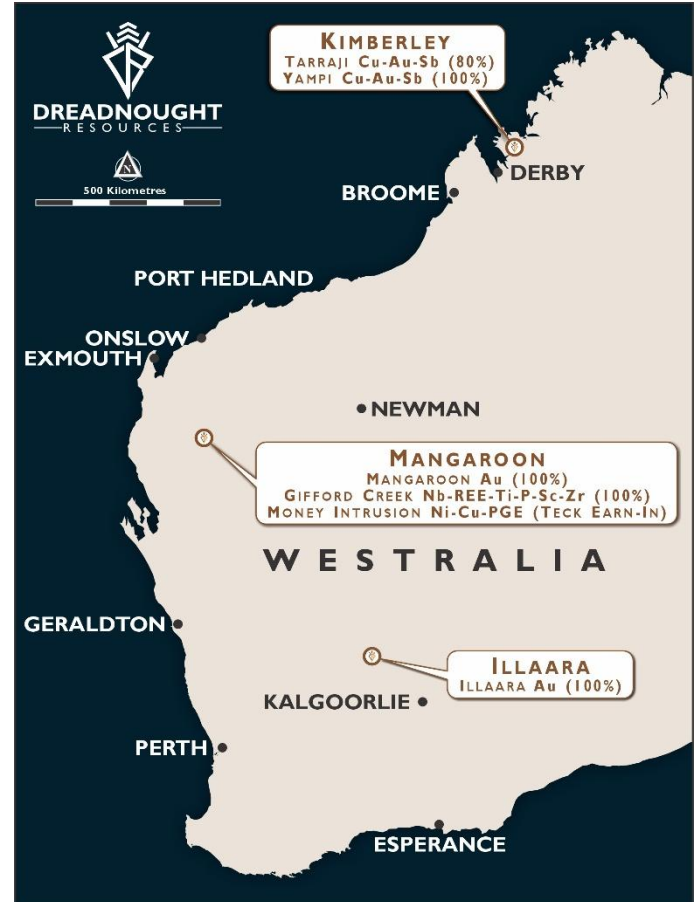 DREADNOUGHT
RESOURCES
N
500 Kilometres
KIMBERLEY
TARRAJI Cu-Au-Sb (80%)
YAMPI Cu-Au-Sb (100%)
DERBY
BROOME
PORT HEDLAND
ONSLOW
EXMOUTH
NEWMAN
MANGAROON
MANGAROON Au (100%)
GIFFORD CREEK Nb-REE-Ti-P-Sc-Zr (100%)
MONEY INTRUSION Ni-Cu-PGE (TECK EARN-IN)
WESTRALIA
GERALDTON
ILLAARA
ILLAARA Au (100%)
KALGOORLIE
PERTH
ESPERANCE